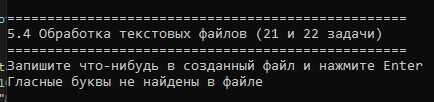 ==================================================
5.4 Обработка текстовых файлов (21 и 22 задачи)
==================================================
Запишите что-нибудь в созданный файл и нажмите Enter
Гласные буквы не найдены в файле